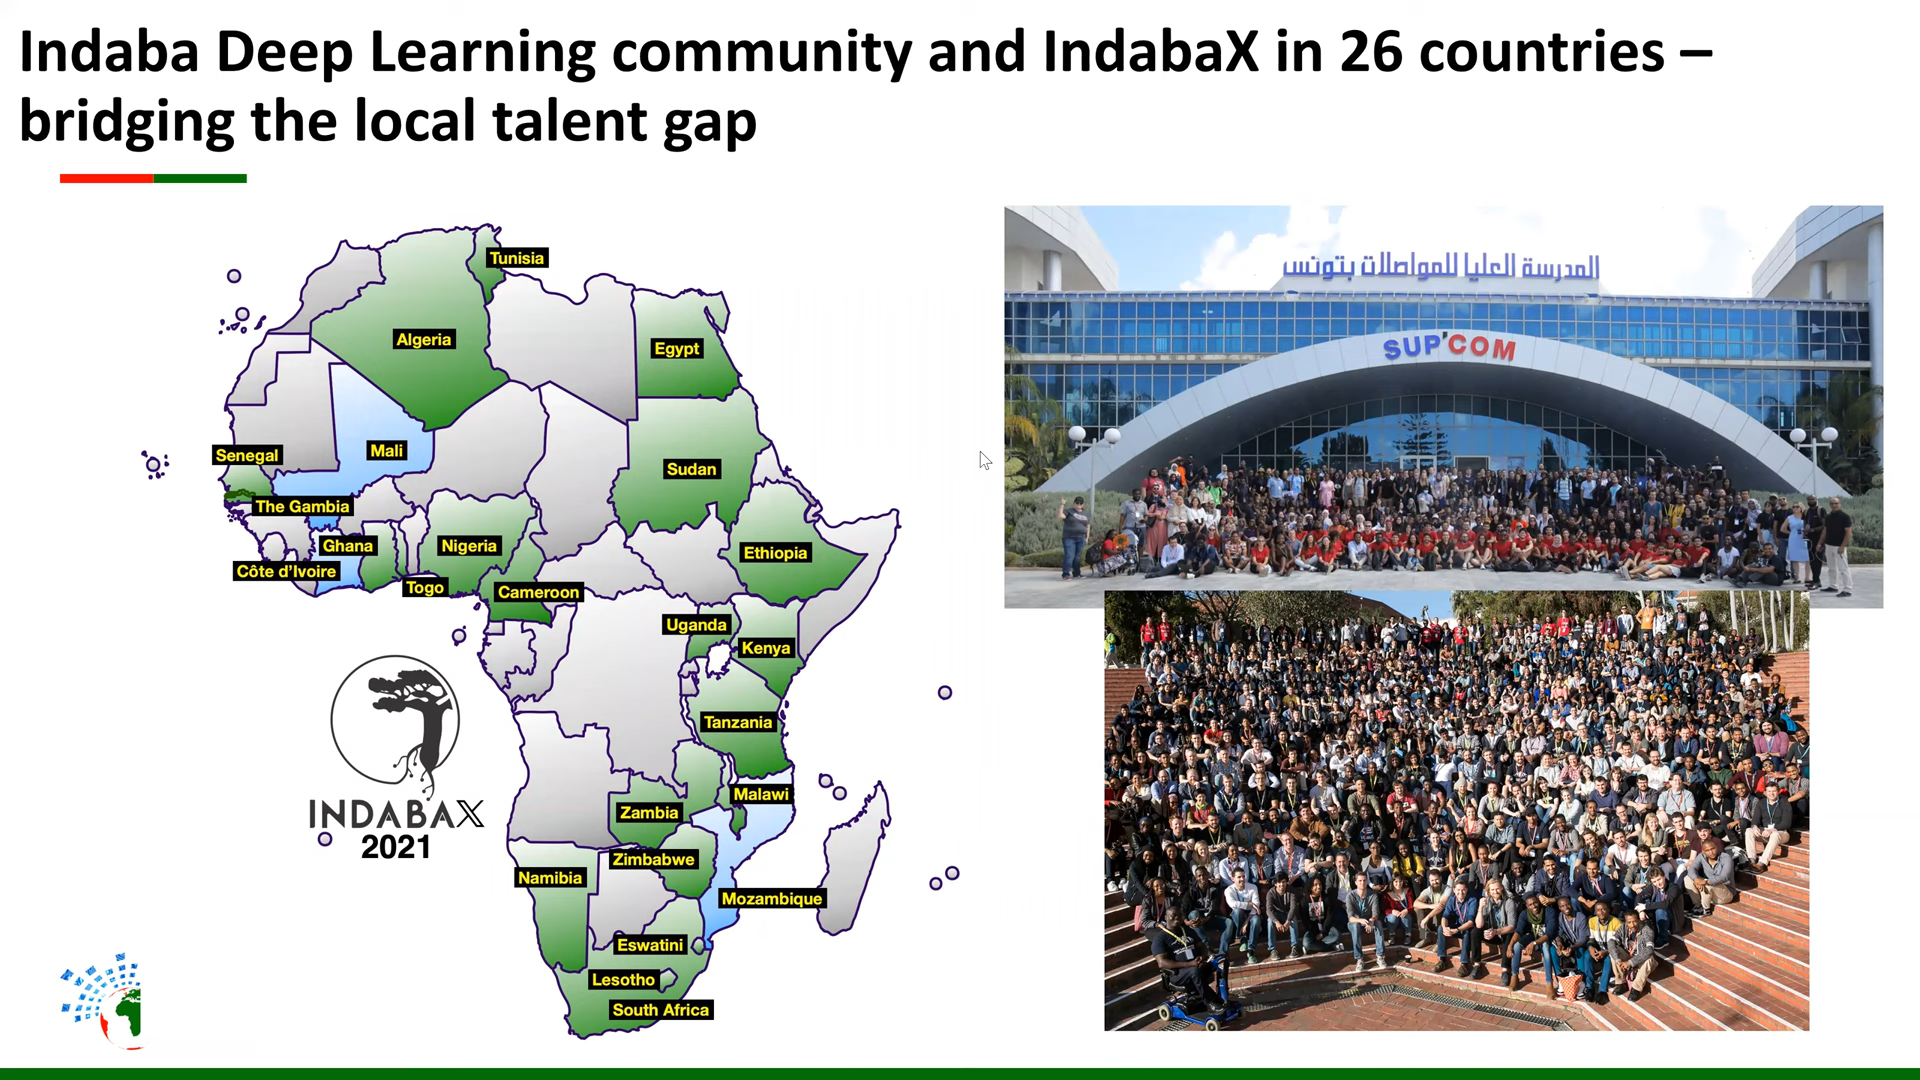 Indaba Deep Learning community and IndabaX in 26 countries –
bridging the local talent gap
Tunisia
Algeria
Egypt
Senegal
Mali
Sudan
The Gambia
Ghana
Nigeria
Ethiopia
Côte d'Ivoire
Togo
Cameroon
Uganda
Kenya
Tanzania
Malawi
Zambia
Zimbabwe
Namibia
Mozambique
Eswatini
Lesotho
South Africa
INDABAX
2021
المدرسة العليا للمواصلات بتونس
SUP'COM